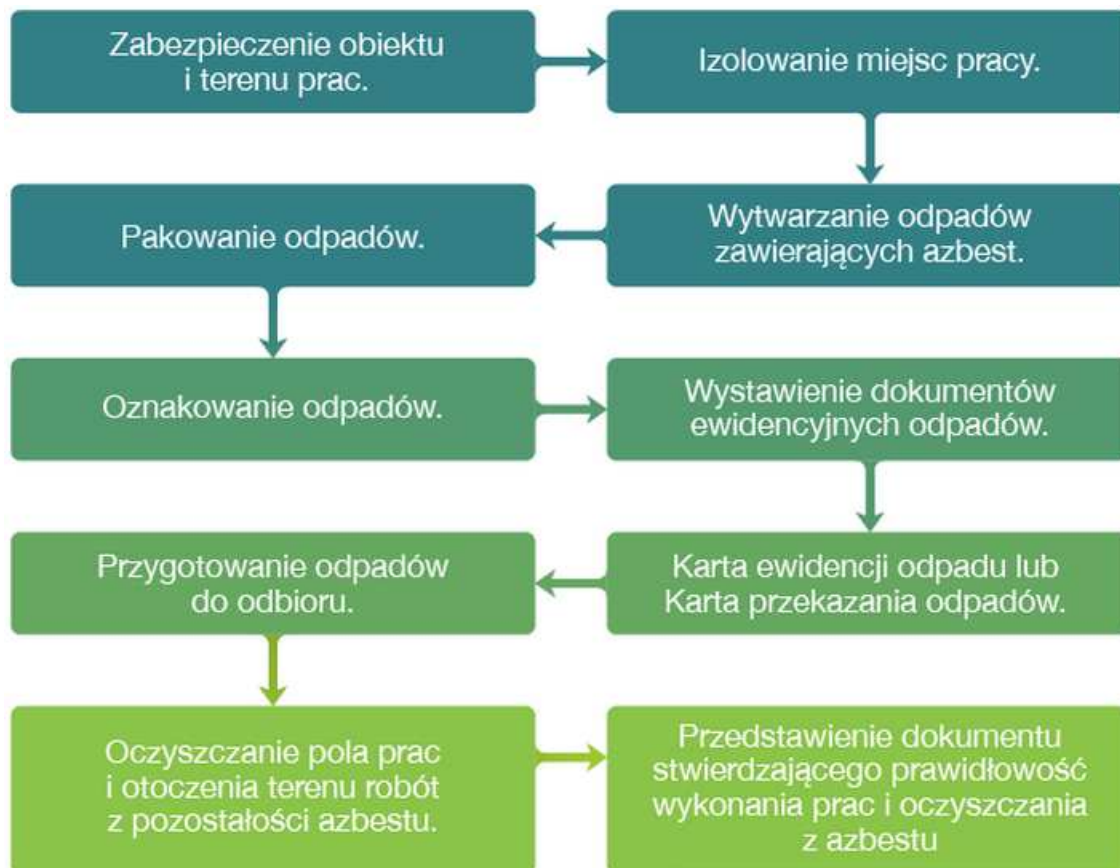 Zabezpieczenie obiektu
i terenu prac.
Izolowanie miejsc pracy.
Wytwarzanie odpadów
zawierających azbest.
Pakowanie odpadów.
Oznakowanie odpadów.
Wystawienie dokumentów
ewidencyjnych odpadów.
Karta ewidencji odpadu lub
Karta przekazania odpadów.
Przygotowanie odpadów
do odbioru.
Oczyszczanie pola prac
i otoczenia terenu robót
z pozostałości azbestu.
Przedstawienie dokumentu
stwierdzającego prawidłowość
wykonania prac i oczyszczania
z azbestu